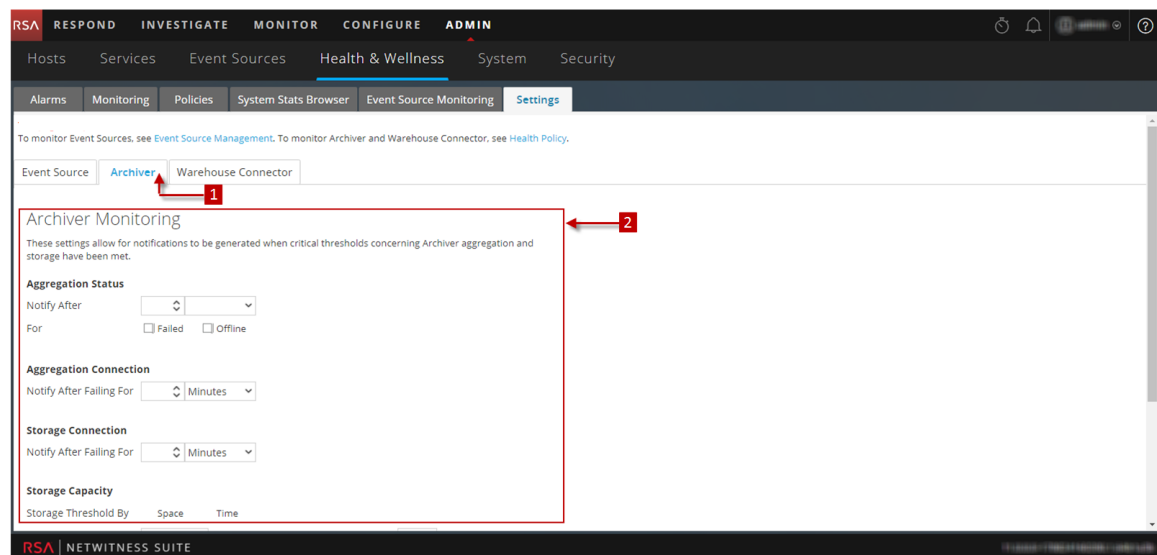 RSA RESPOND INVESTIGATE MONITOR CONFIGURE ADMIN
Hosts Services Event Sources Health & Wellness System Security
Alarms Monitoring Policies System Stats Browser Event Source Monitoring Settings
To monitor Event Sources, see Event Source Management. To monitor Archiver and Warehouse Connector, see Health Policy.
Event Source Archiver Warehouse Connector
1
2
Archiver Monitoring
These settings allow for notifications to be generated when critical thresholds concerning Archiver aggregation and
storage have been met.
Aggregation Status
Notify After
For Failed Offline
Aggregation Connection
Notify After Failing For Minutes
Storage Connection
Notify After Failing For Minutes
Storage Capacity
Storage Threshold By Space Time
RSA NETWITNESS SUITE